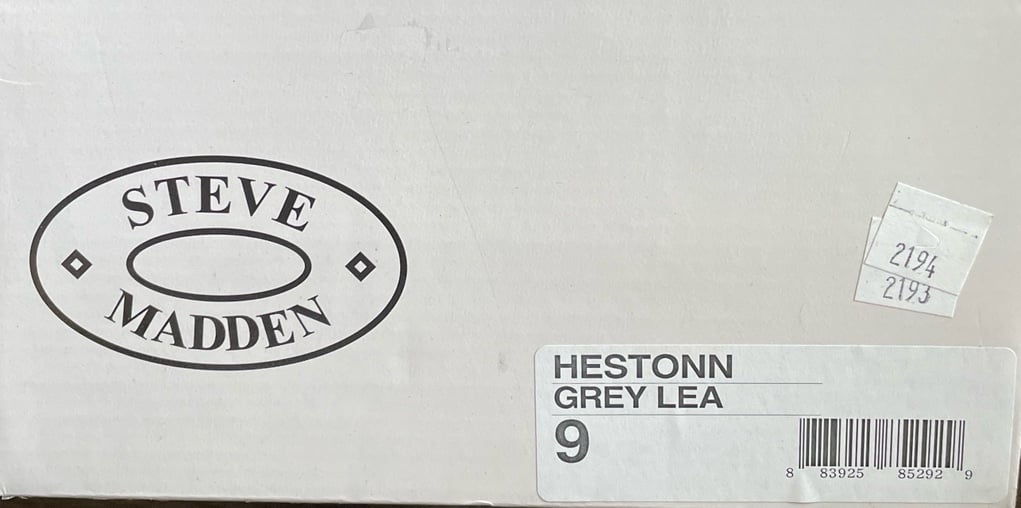 STEVE
MADDEN
2194
2193
HESTONN
GREY LEA
9
8 83925 85292 9